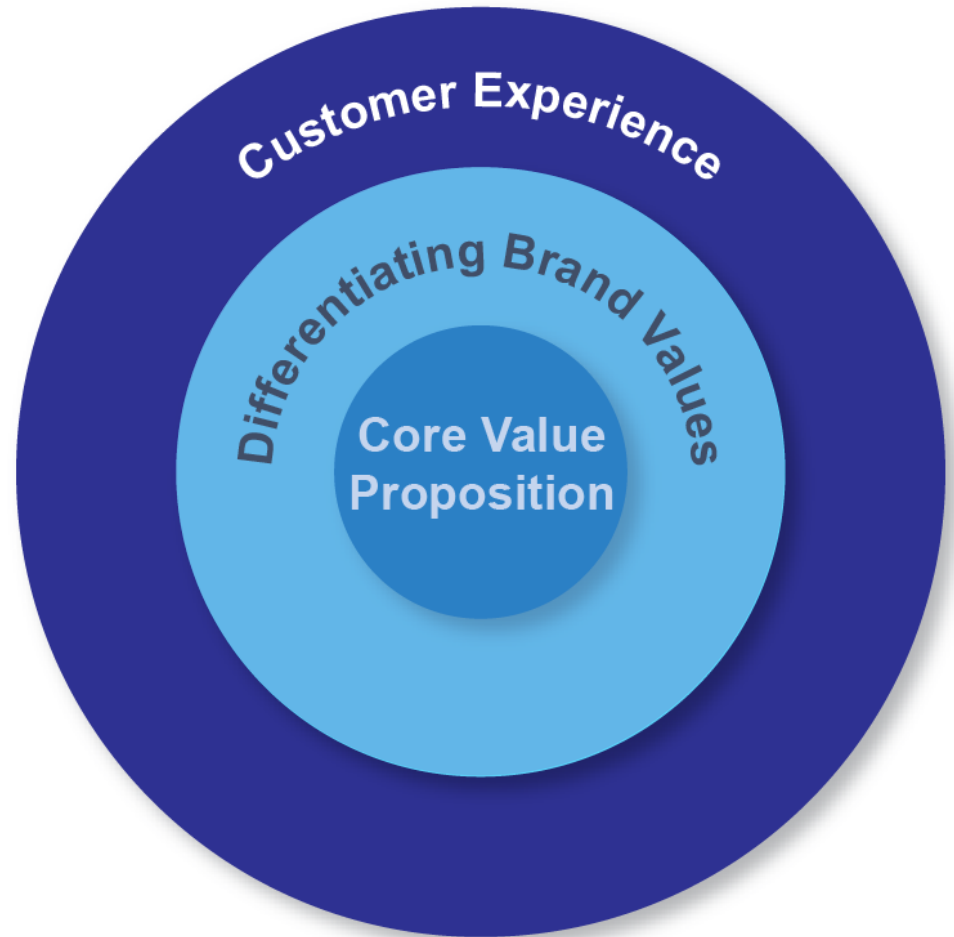 Customer Experience
Differentiating Brand Values
Core Value
Proposition